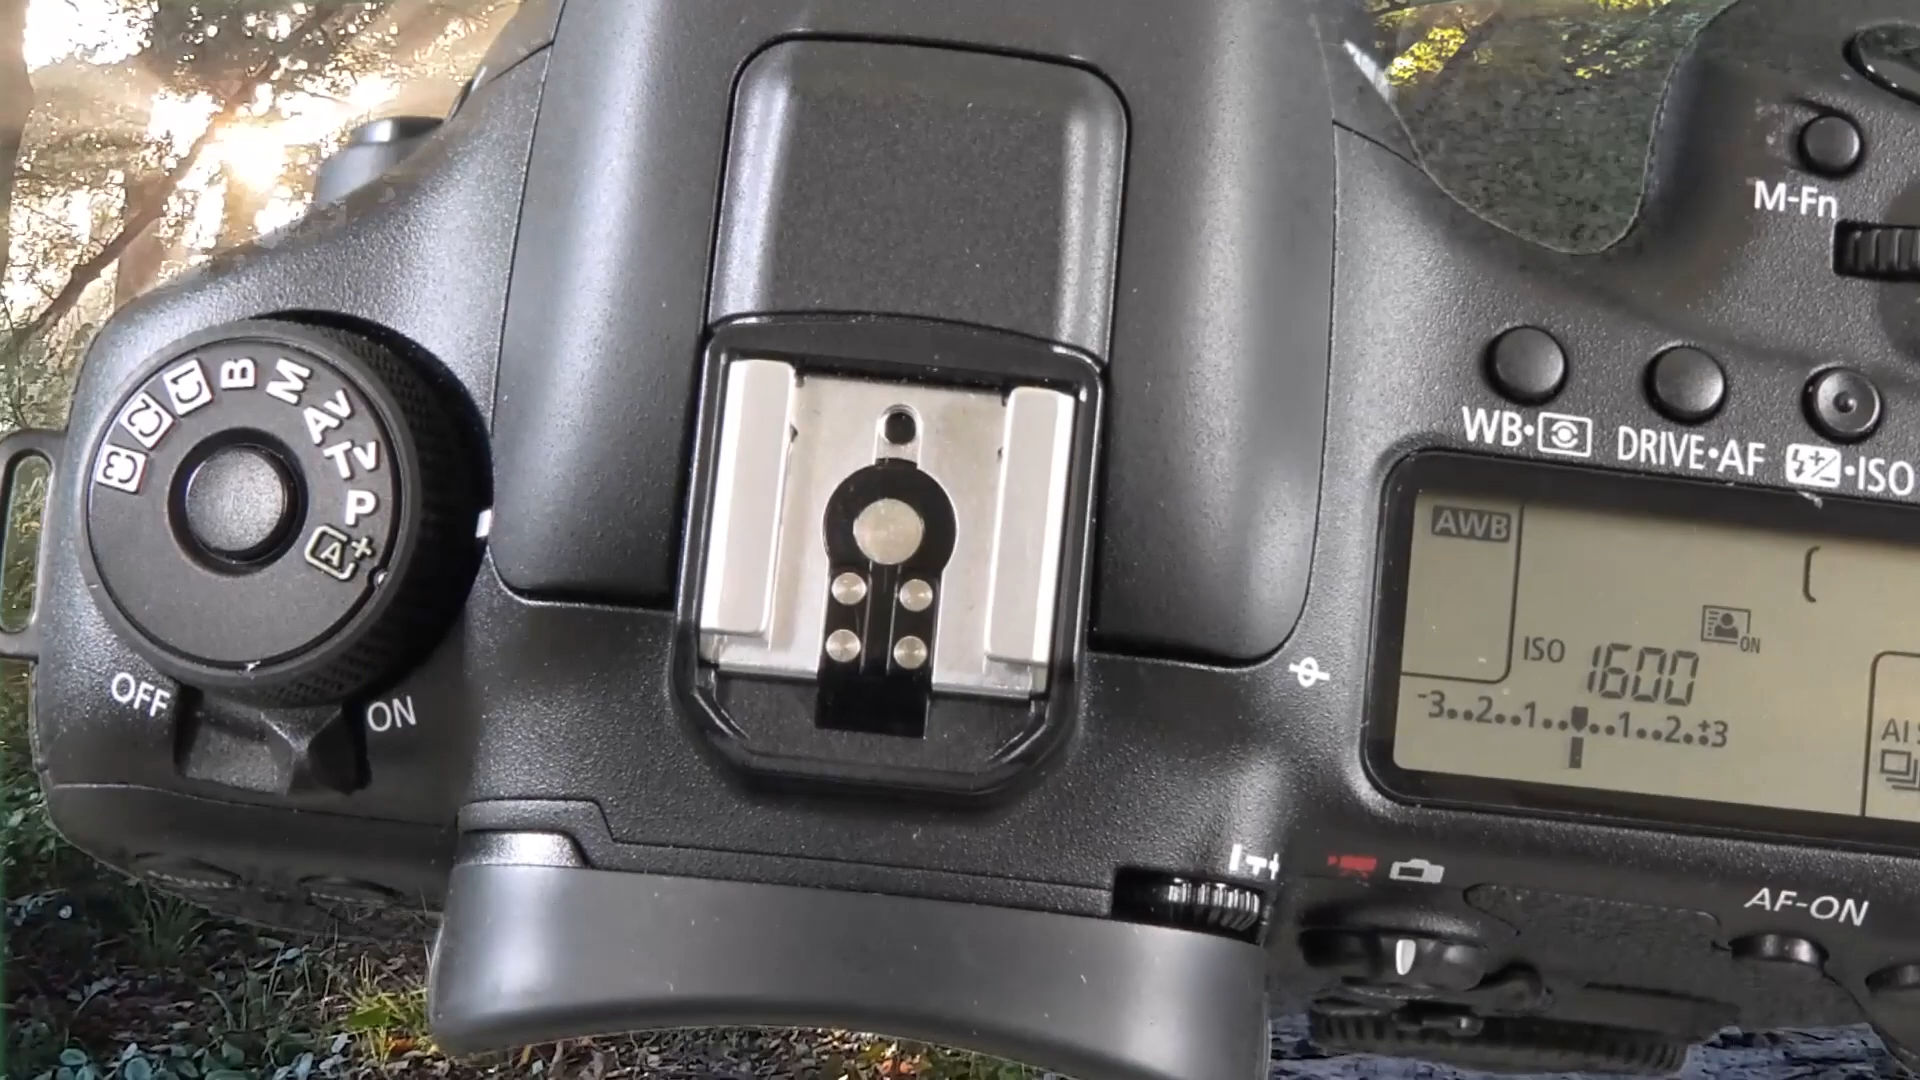 M-Fn
WB• DRIVE•AF •ISO
C3 C2 C1 B M Av Tv P A+
AWB
ON
ISO 1600
-3..2..1..▼..1..2.+3
AI
OFF ON
AF-ON